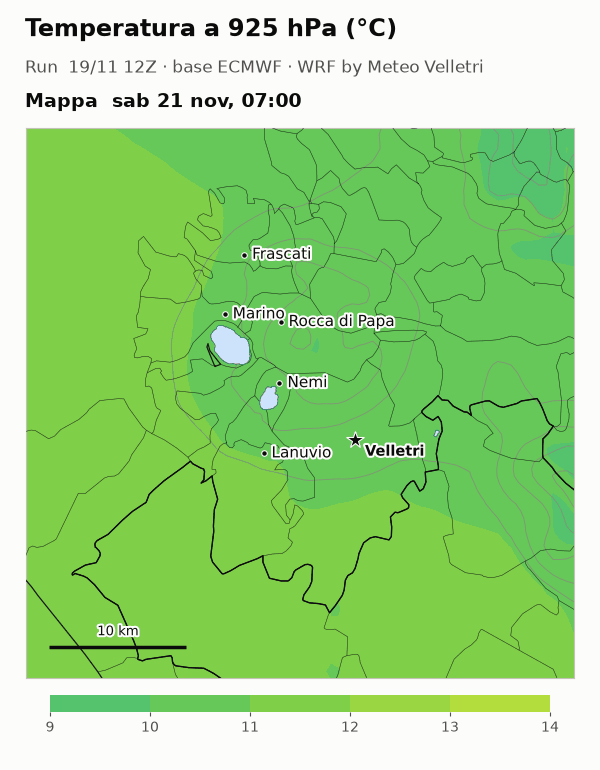 Temperatura a 925 hPa (°C)
Run  19/11 12Z · base ECMWF · WRF by Meteo Velletri
Mappa  sab 21 nov, 07:00
Frascati
Marino
Rocca di Papa
Nemi
Velletri
Lanuvio
10 km
9 10 11 12 13 14